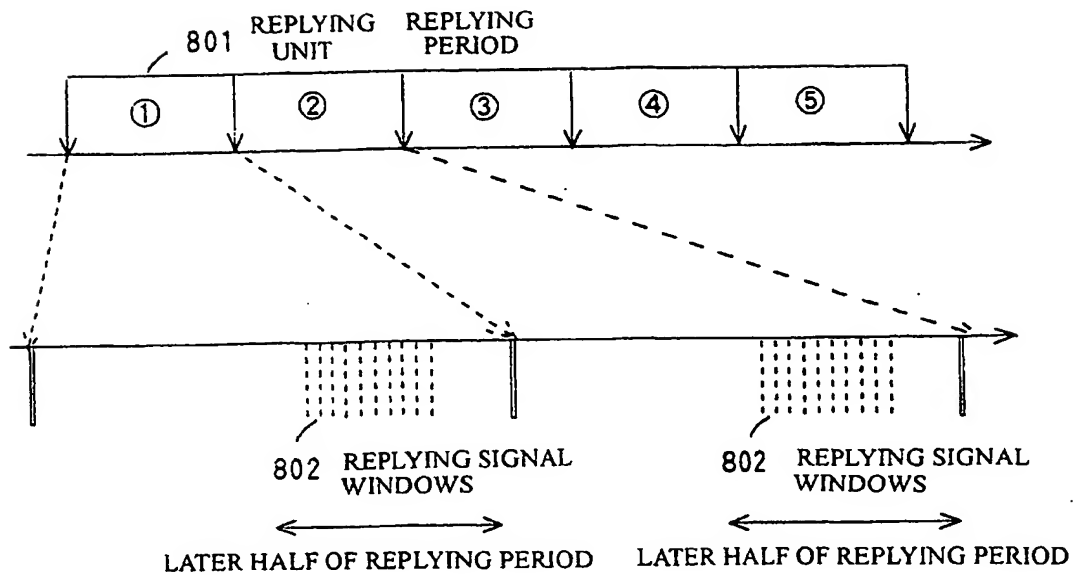 801 REPLYING UNIT
REPLYING PERIOD
① ② ③ ④ ⑤
802 REPLYING SIGNAL WINDOWS
802 REPLYING SIGNAL WINDOWS
LATER HALF OF REPLYING PERIOD
LATER HALF OF REPLYING PERIOD